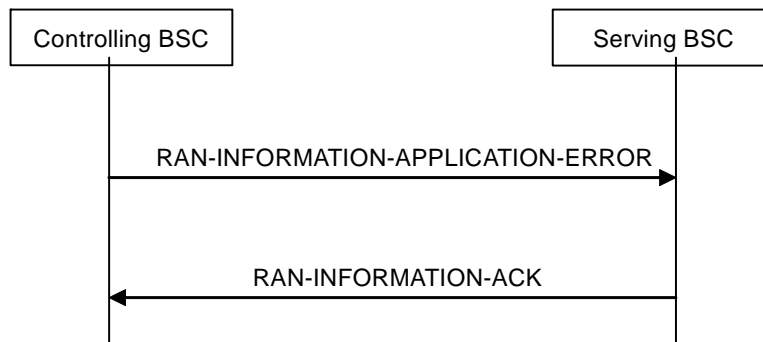 Controlling BSC
Serving BSC
RAN-INFORMATION-APPLICATION-ERROR
RAN-INFORMATION-ACK